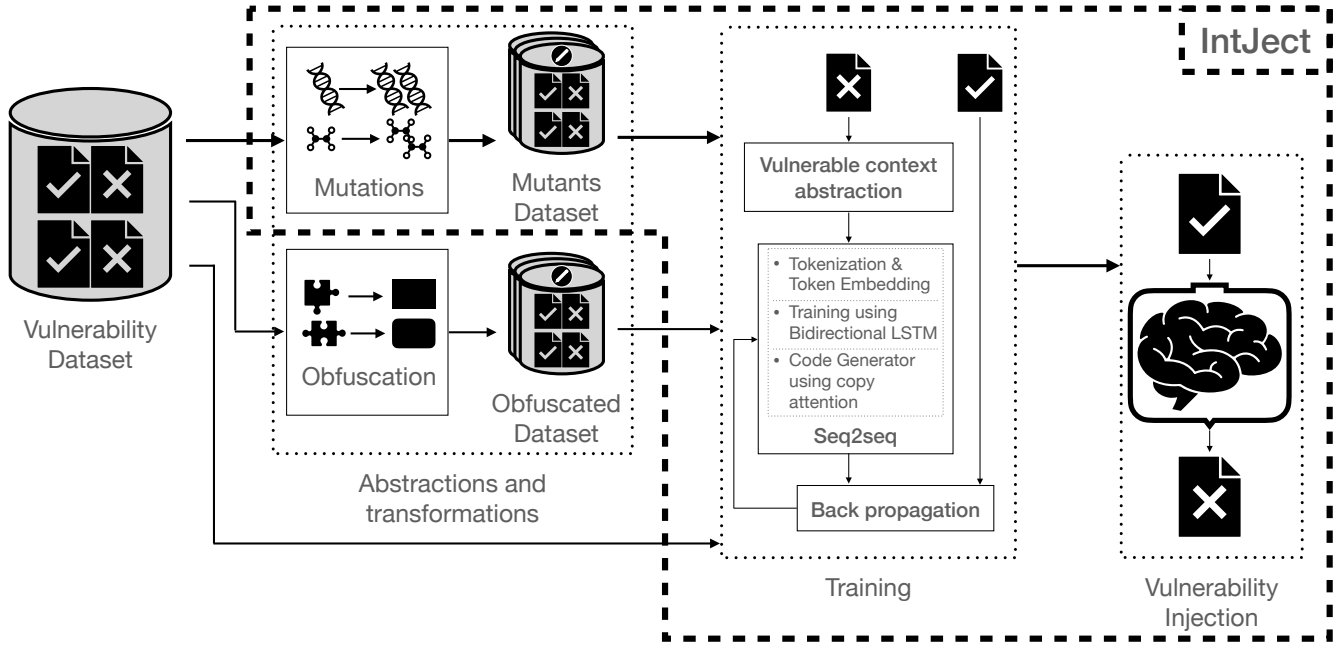 IntJect
Vulnerability
Dataset
Mutations
Mutants
Dataset
Obfuscation
Obfuscated
Dataset
Abstractions and
transformations
Vulnerable context
abstraction
• Tokenization &
Token Embedding
• Training using
Bidirectional LSTM
• Code Generator
using copy
attention
Seq2seq
Back propagation
Training
Vulnerability
Injection